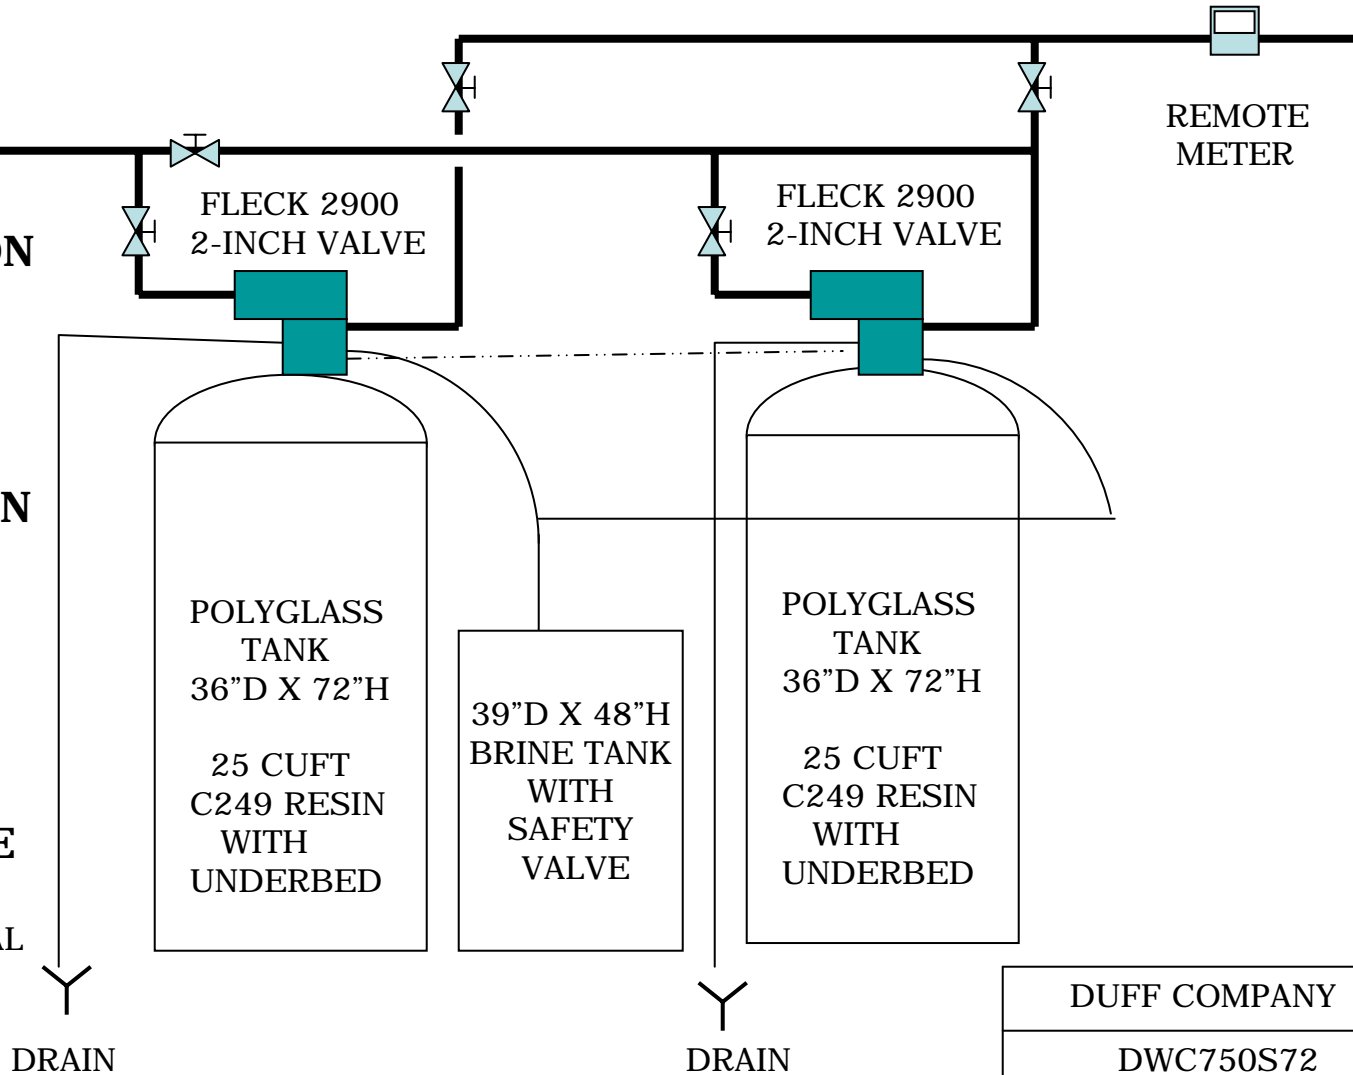 REMOTE
METER
FLECK 2900
2-INCH VALVE
FLECK 2900
2-INCH VALVE
ON
N
POLYGLASS
TANK
36”D X 72”H
25 CUFT
C249 RESIN
WITH
UNDERBED
39”D X 48”H
BRINE TANK
WITH
SAFETY
VALVE
POLYGLASS
TANK
36”D X 72”H
25 CUFT
C249 RESIN
WITH
UNDERBED
E
AL
DRAIN
DRAIN
DUFF COMPANY
DWC750S72